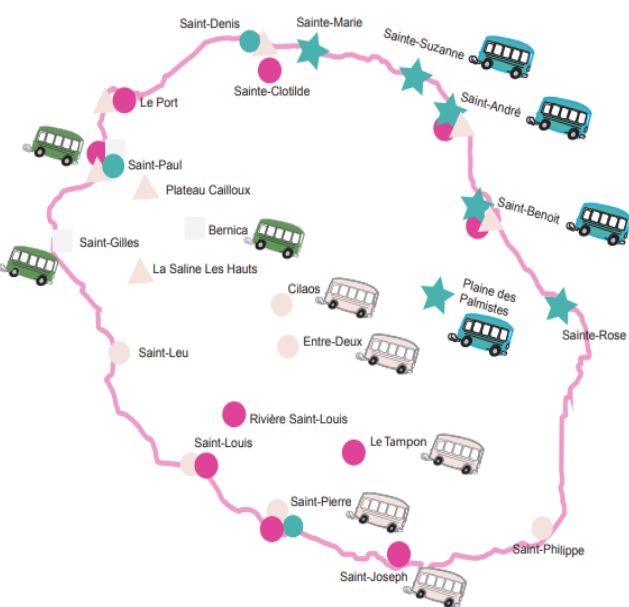 Saint-Denis
Sainte-Marie
Sainte-Suzanne
Sainte-Clotilde
Saint-André
Le Port
Saint-Paul
Plateau Cailloux
Saint-Benoit
Saint-Gilles
Bernica
La Saline Les Hauts
Cilaos
Plaine des
Palmistes
Sainte-Rose
Entre-Deux
Saint-Leu
Rivière Saint-Louis
Saint-Louis
Le Tampon
Saint-Pierre
Saint-Philippe
Saint-Joseph